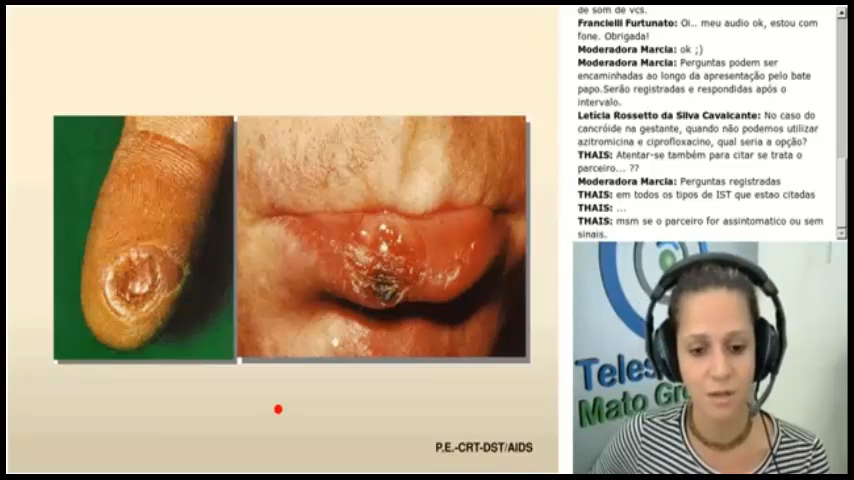 de som de vcs.
Francielli Furtunato: Oi.. meu audio ok, estou com
fone. Obrigada!
Moderadora Marcia: ok ;)
Moderadora Marcia: Perguntas podem ser
encaminhadas ao longo da apresentação pelo bate
papo.Serão registradas e respondidas após o
intervalo.
Letícia Rossetto da Silva Cavalcante: No caso do
cancróide na gestante, quando não podemos utilizar
azitromicina e ciprofloxacino, qual seria a opção?
THAIS: Atentar-se também para citar se trata o
parceiro... ??
Moderadora Marcia: Perguntas registradas
THAIS: em todos os tipos de IST que estao citadas
THAIS: ...
THAIS: msm se o parceiro for assintomatico ou sem
sinais.
P.E.-CRT-DST/AIDS
Teles
Mato Gro